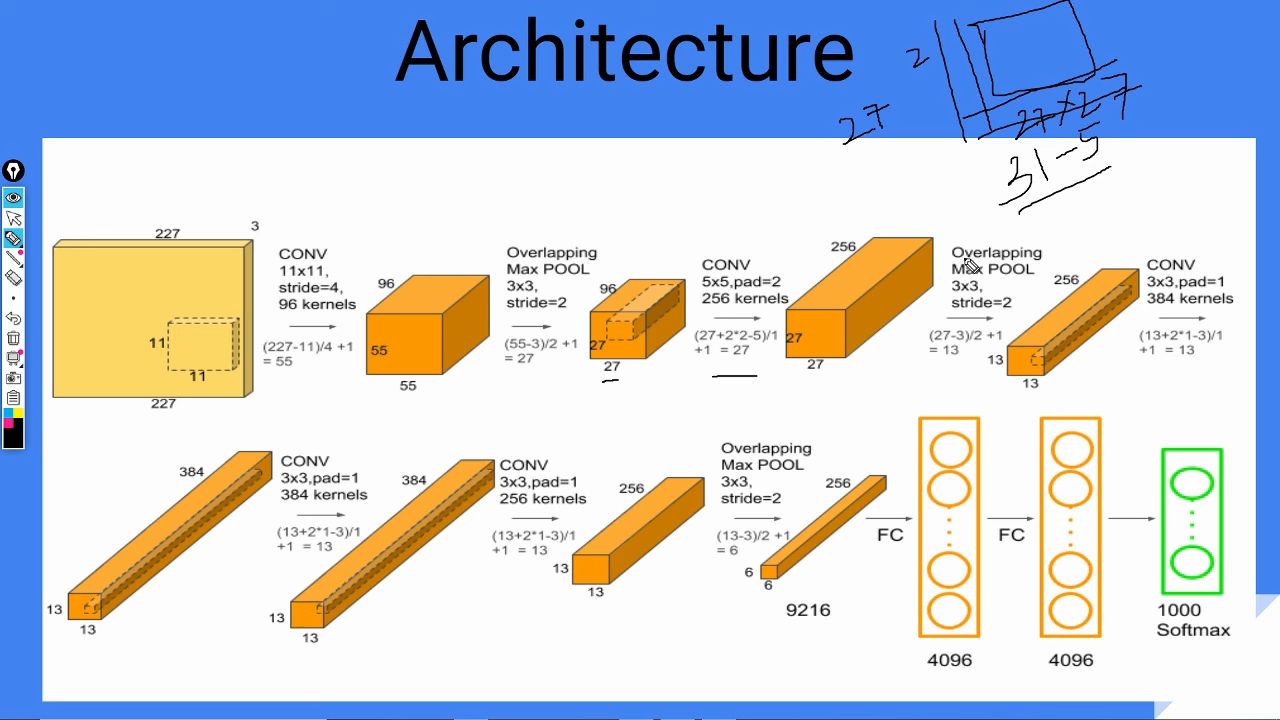 Architecture
2
27
27x27
31-5
227
3
11
11
227
CONV
11x11,
stride=4,
96 kernels
(227-11)/4 +1
= 55
96
55
55
Overlapping
Max POOL
3x3,
stride=2
(55-3)/2 +1
= 27
96
27
27
CONV
5x5,pad=2
256 kernels
(27+2*2-5)/1
+1 = 27
256
27
27
Overlapping
Max POOL
3x3,
stride=2
(27-3)/2 +1
= 13
256
13
13
CONV
3x3,pad=1
384 kernels
(13+2*1-3)/1
+1 = 13
384
13
13
CONV
3x3,pad=1
384 kernels
(13+2*1-3)/1
+1 = 13
384
13
13
CONV
3x3,pad=1
256 kernels
(13+2*1-3)/1
+1 = 13
256
13
13
Overlapping
Max POOL
3x3,
stride=2
(13-3)/2 +1
= 6
256
6
6
9216
FC
4096
FC
4096
1000
Softmax